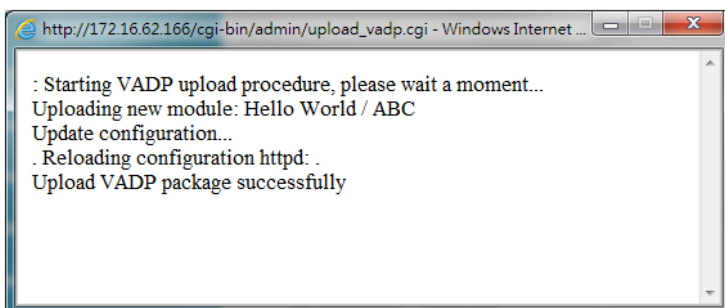 http://172.16.62.166/cgi-bin/admin/upload_vadp.cgi - Windows Internet ...
: Starting VADP upload procedure, please wait a moment...
Uploading new module: Hello World / ABC
Update configuration...
. Reloading configuration httpd: .
Upload VADP package successfully